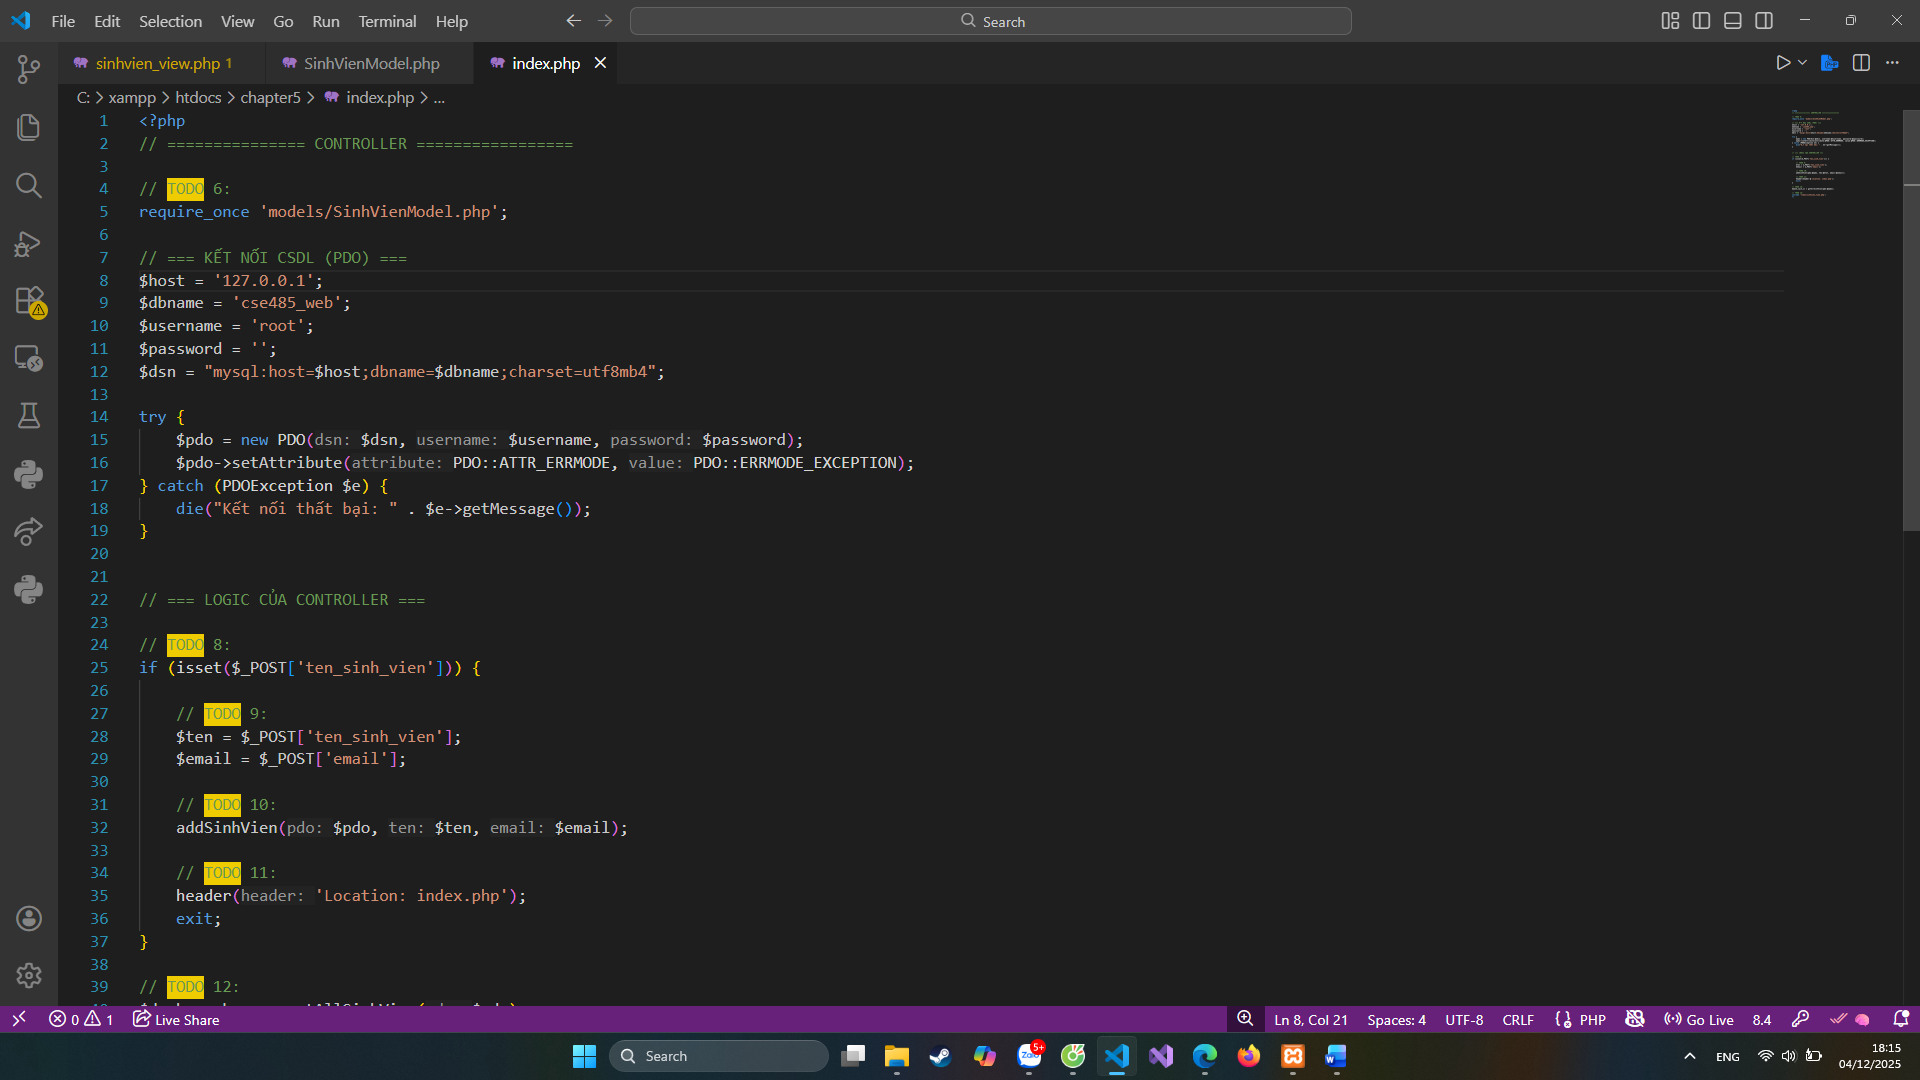 File Edit Selection View Go Run Terminal Help
Search
sinhvien_view.php 1
SinhVienModel.php
index.php
C: > xampp > htdocs > chapter5 > index.php > ...
1 <?php
2 // =============== CONTROLLER =================
3
4 // TODO 6:
5 require_once 'models/SinhVienModel.php';
6
7 // === KẾT NỐI CSDL (PDO) ===
8 $host = '127.0.0.1';
9 $dbname = 'cse485_web';
10 $username = 'root';
11 $password = '';
12 $dsn = "mysql:host=$host;dbname=$dbname;charset=utf8mb4";
13
14 try {
15 $pdo = new PDO(dsn: $dsn, username: $username, password: $password);
16 $pdo->setAttribute(attribute: PDO::ATTR_ERRMODE, value: PDO::ERRMODE_EXCEPTION);
17 } catch (PDOException $e) {
18 die("Kết nối thất bại: " . $e->getMessage());
19 }
20
21
22 // === LOGIC CỦA CONTROLLER ===
23
24 // TODO 8:
25 if (isset($_POST['ten_sinh_vien'])) {
26
27 // TODO 9:
28 $ten = $_POST['ten_sinh_vien'];
29 $email = $_POST['email'];
30
31 // TODO 10:
32 addSinhVien(pdo: $pdo, ten: $ten, email: $email);
33
34 // TODO 11:
35 header(header: 'Location: index.php');
36 exit;
37 }
38
39 // TODO 12:
0 1 Live Share
Ln 8, Col 21 Spaces: 4 UTF-8 CRLF PHP Go Live 8.4
Search
Zalo 5+
ENG
18:15
04/12/2025